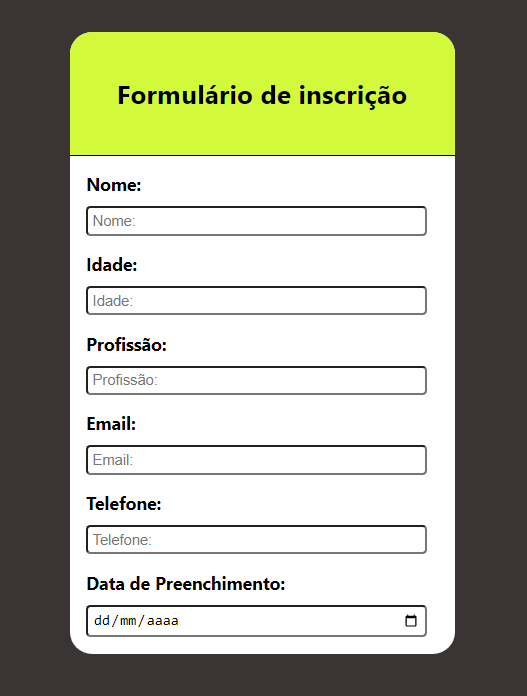 Formulário de inscrição
Nome:
Nome:
Idade:
Idade:
Profissão:
Profissão:
Email:
Email:
Telefone:
Telefone:
Data de Preenchimento:
dd/mm/aaaa